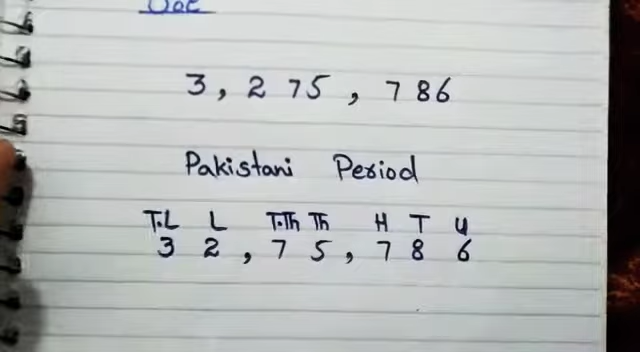 3, 275, 786
Pakistani Period
T.L L T.Th Th H T U
3 2, 7 5, 7 8 6